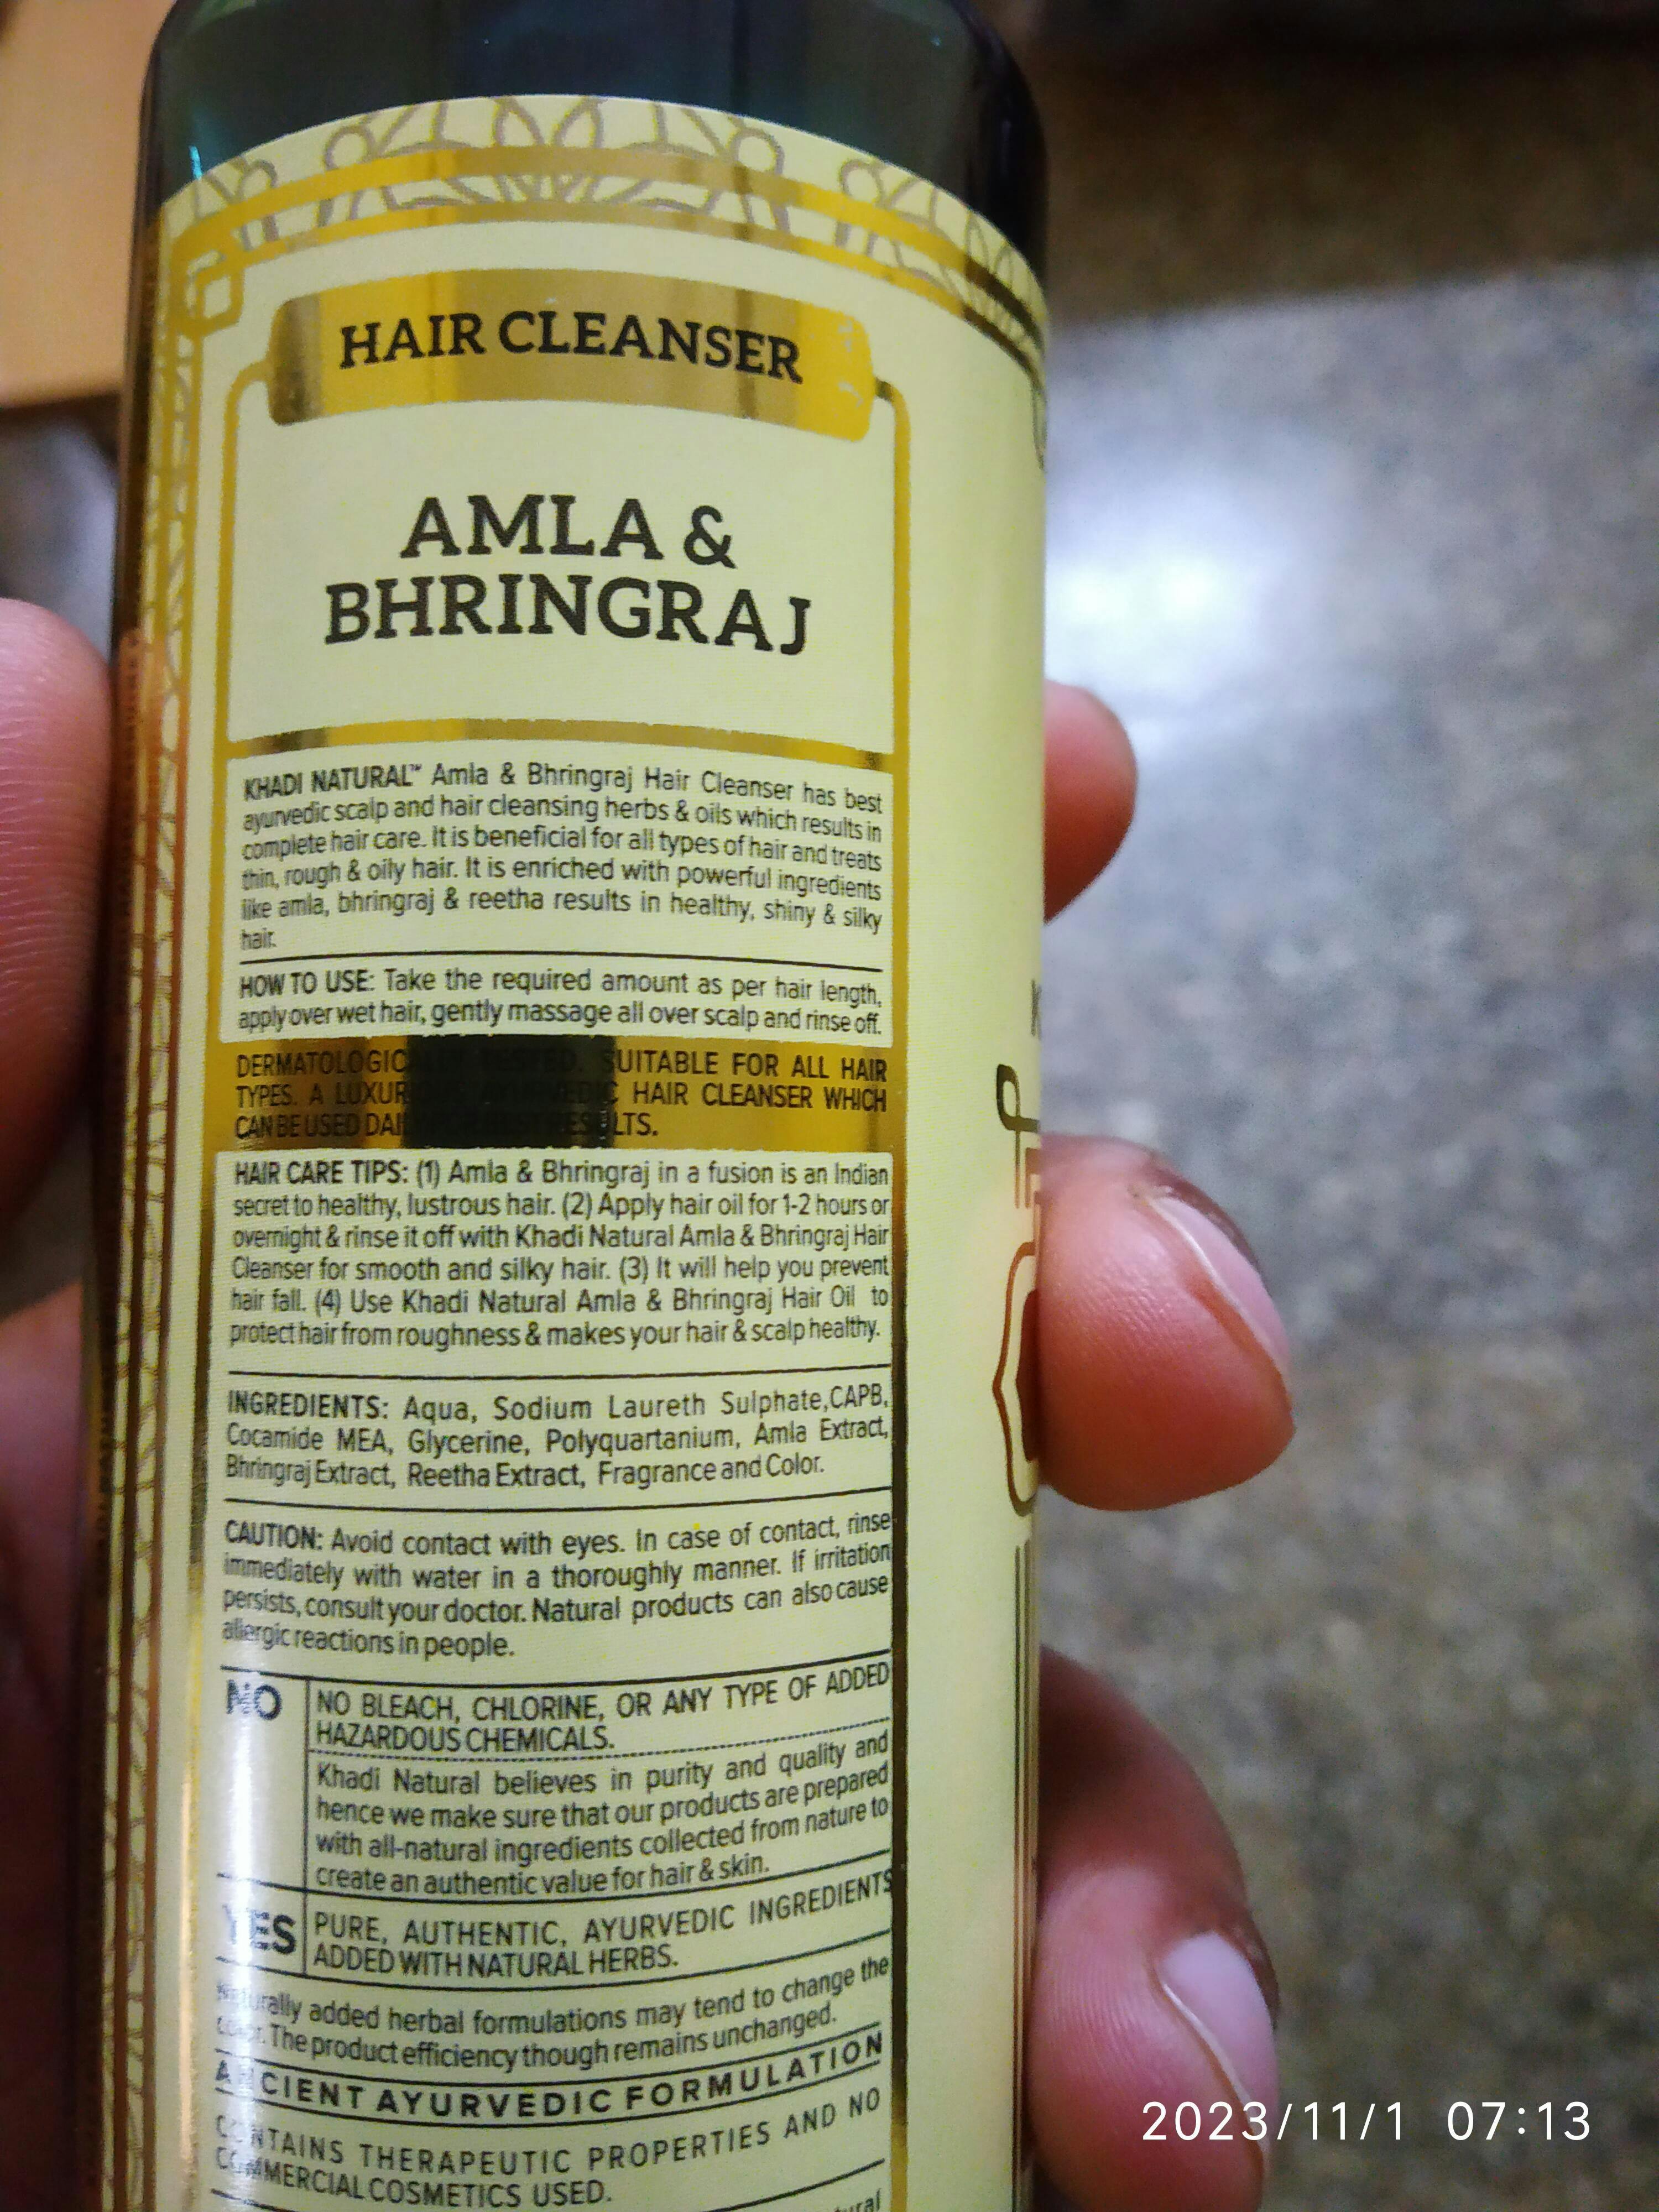 HAIR CLEANSER
AMLA &
BHRINGRAJ
KHADI NATURAL™ Amla & Bhringraj Hair Cleanser has best
ayurvedic scalp and hair cleansing herbs & oils which results in
complete hair care. It is beneficial for all types of hair and treats
thin, rough & oily hair. It is enriched with powerful ingredients
like amla, bhringraj & reetha results in healthy, shiny & silky
hair.
HOW TO USE: Take the required amount as per hair length,
apply over wet hair, gently massage all over scalp and rinse off.
DERMATOLOGICALLY TESTED. SUITABLE FOR ALL HAIR
TYPES. A LUXURIOUS AYURVEDIC HAIR CLEANSER WHICH
CAN BE USED RESULTS.
HAIR CARE TIPS: (1) Amla & Bhringraj in a fusion is an Indian
secret to healthy, lustrous hair. (2) Apply hair oil for 1-2 hours or
overnight & rinse it off with Khadi Natural Amla & Bhringraj Hair
Cleanser for smooth and silky hair. (3) It will help you prevent
hair fall. (4) Use Khadi Natural Amla & Bhringraj Hair Oil to
protect hair from roughness & makes your hair & scalp healthy.
INGREDIENTS: Aqua, Sodium Laureth Sulphate,CAPB,
Cocamide MEA, Glycerine, Polyquartanium, Amla Extract,
Bhringraj Extract, Reetha Extract, Fragrance and Color.
CAUTION: Avoid contact with eyes. In case of contact, rinse
immediately with water in a thoroughly manner. If irritation
persists, consult your doctor. Natural products can also cause
allergic reactions in people.
NO
NO BLEACH, CHLORINE, OR ANY TYPE OF ADDED
HAZARDOUS CHEMICALS.
Khadi Natural believes in purity and quality and
hence we make sure that our products are prepared
with all-natural ingredients collected from nature to
create an authentic value for hair & skin.
YES
PURE, AUTHENTIC, AYURVEDIC INGREDIENTS
ADDED WITH NATURAL HERBS.
Naturally added herbal formulations may tend to change the
color. The product efficiency though remains unchanged.
ANCIENT AYURVEDIC FORMULATION
CONTAINS THERAPEUTIC PROPERTIES AND NO
COMMERCIAL COSMETICS USED.
2023/11/1 07:13